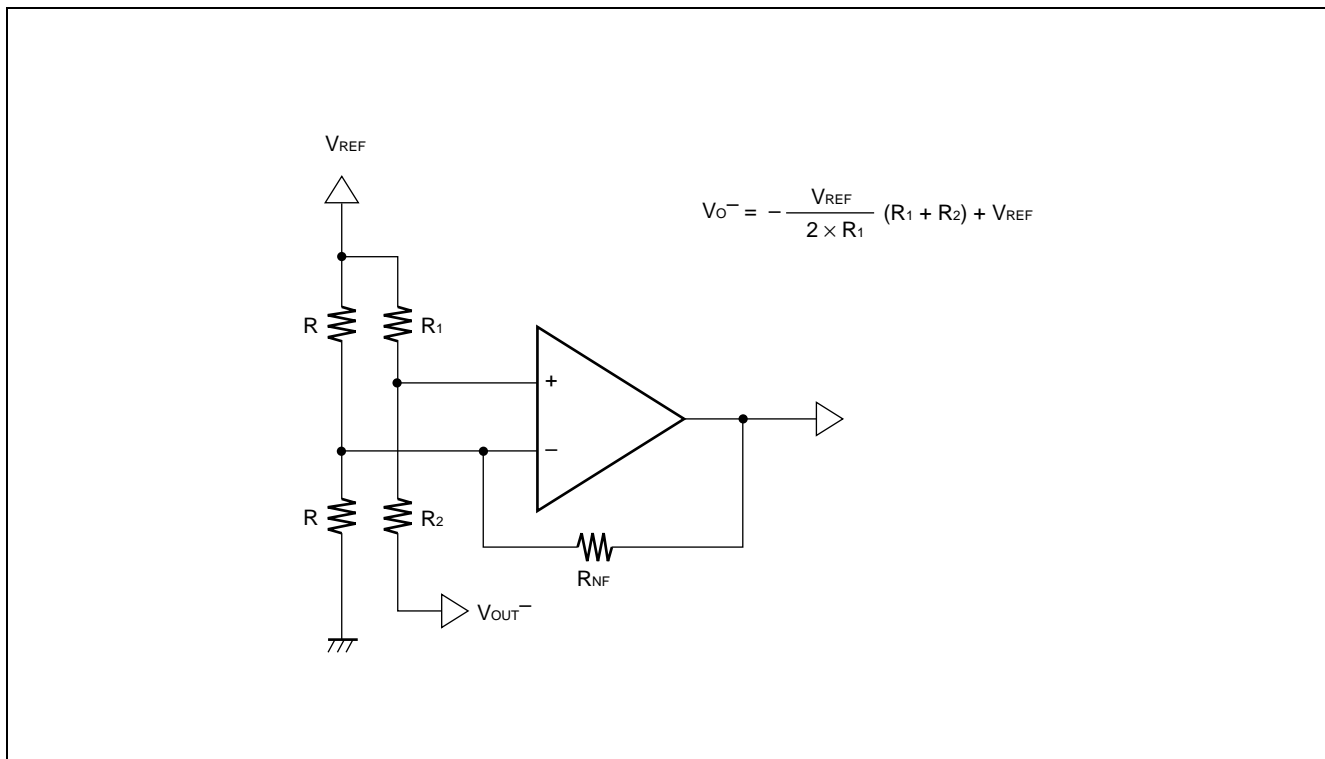 VREF
VO– = – VREF / 2 × R1 (R1 + R2) + VREF
R
R1
+
–
R
R2
RNF
VOUT–